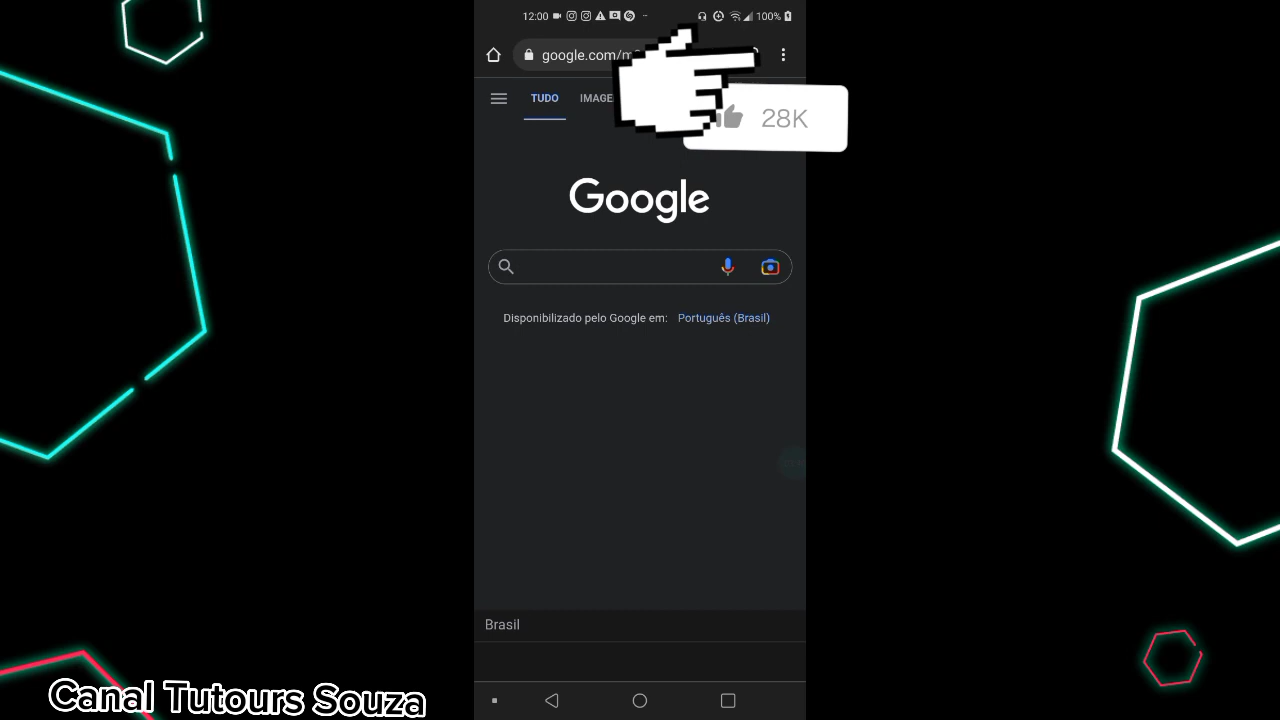 12:00
100%
google.com/m
TUDO
IMAGE
28K
Google
Disponibilizado pelo Google em: Português (Brasil)
Brasil
Canal Tutours Souza